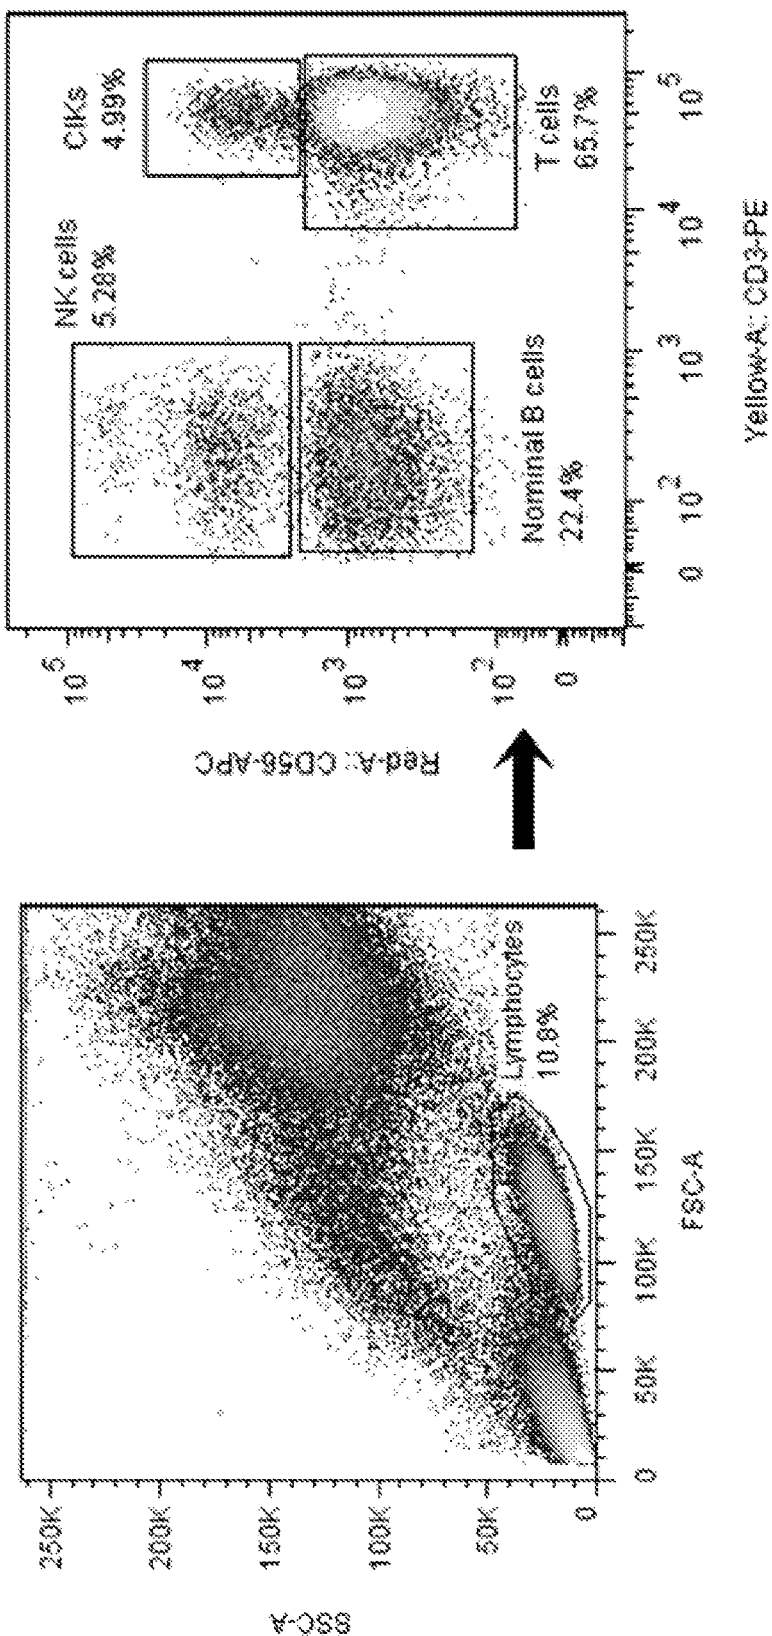 SSC-A
250K
200K
150K
100K
50K
0
Lymphocytes
10.8%
0
50K
100K
150K
200K
250K
FSC-A
Red-A:: CD56-APC
10^5
10^4
10^3
10^2
0
NK cells
5.28%
CIKs
4.99%
Nominal B cells
22.4%
T cells
65.7%
0
10^2
10^3
10^4
10^5
Yellow-A:: CD3-PE